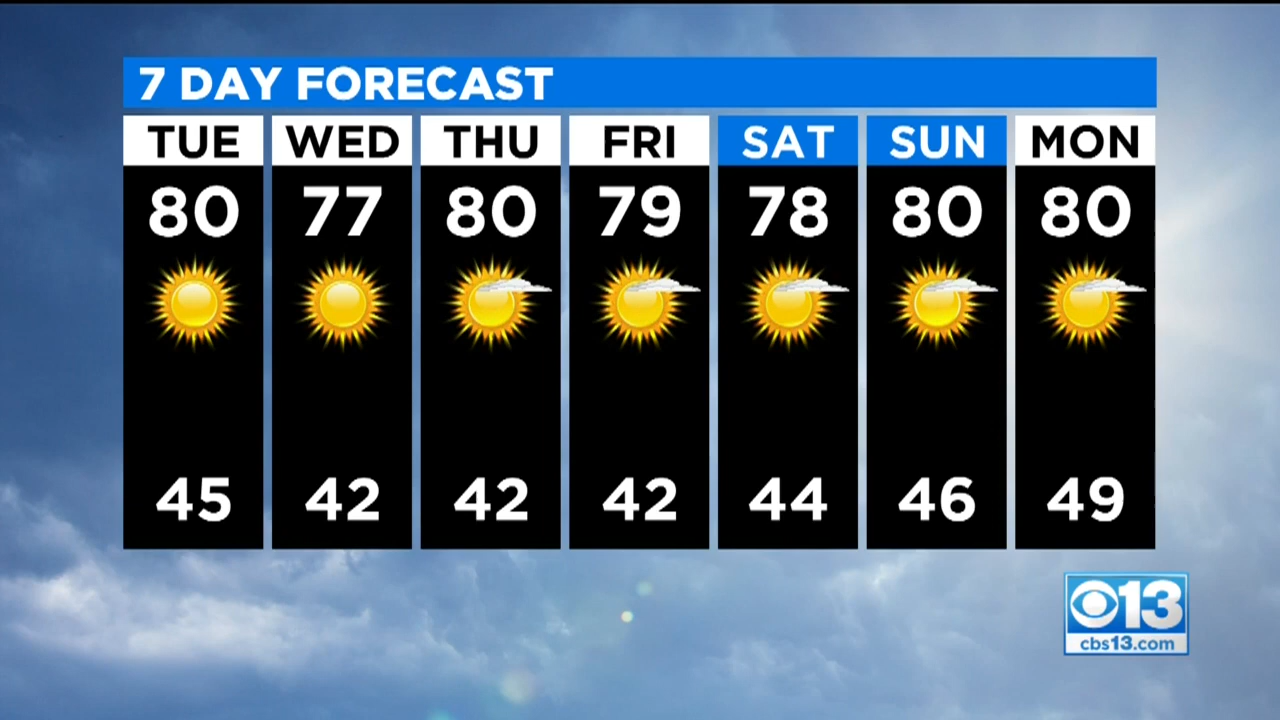 7 DAY FORECAST
TUE WED THU FRI SAT SUN MON
80 77 80 79 78 80 80
45 42 42 42 44 46 49
13
cbs13.com